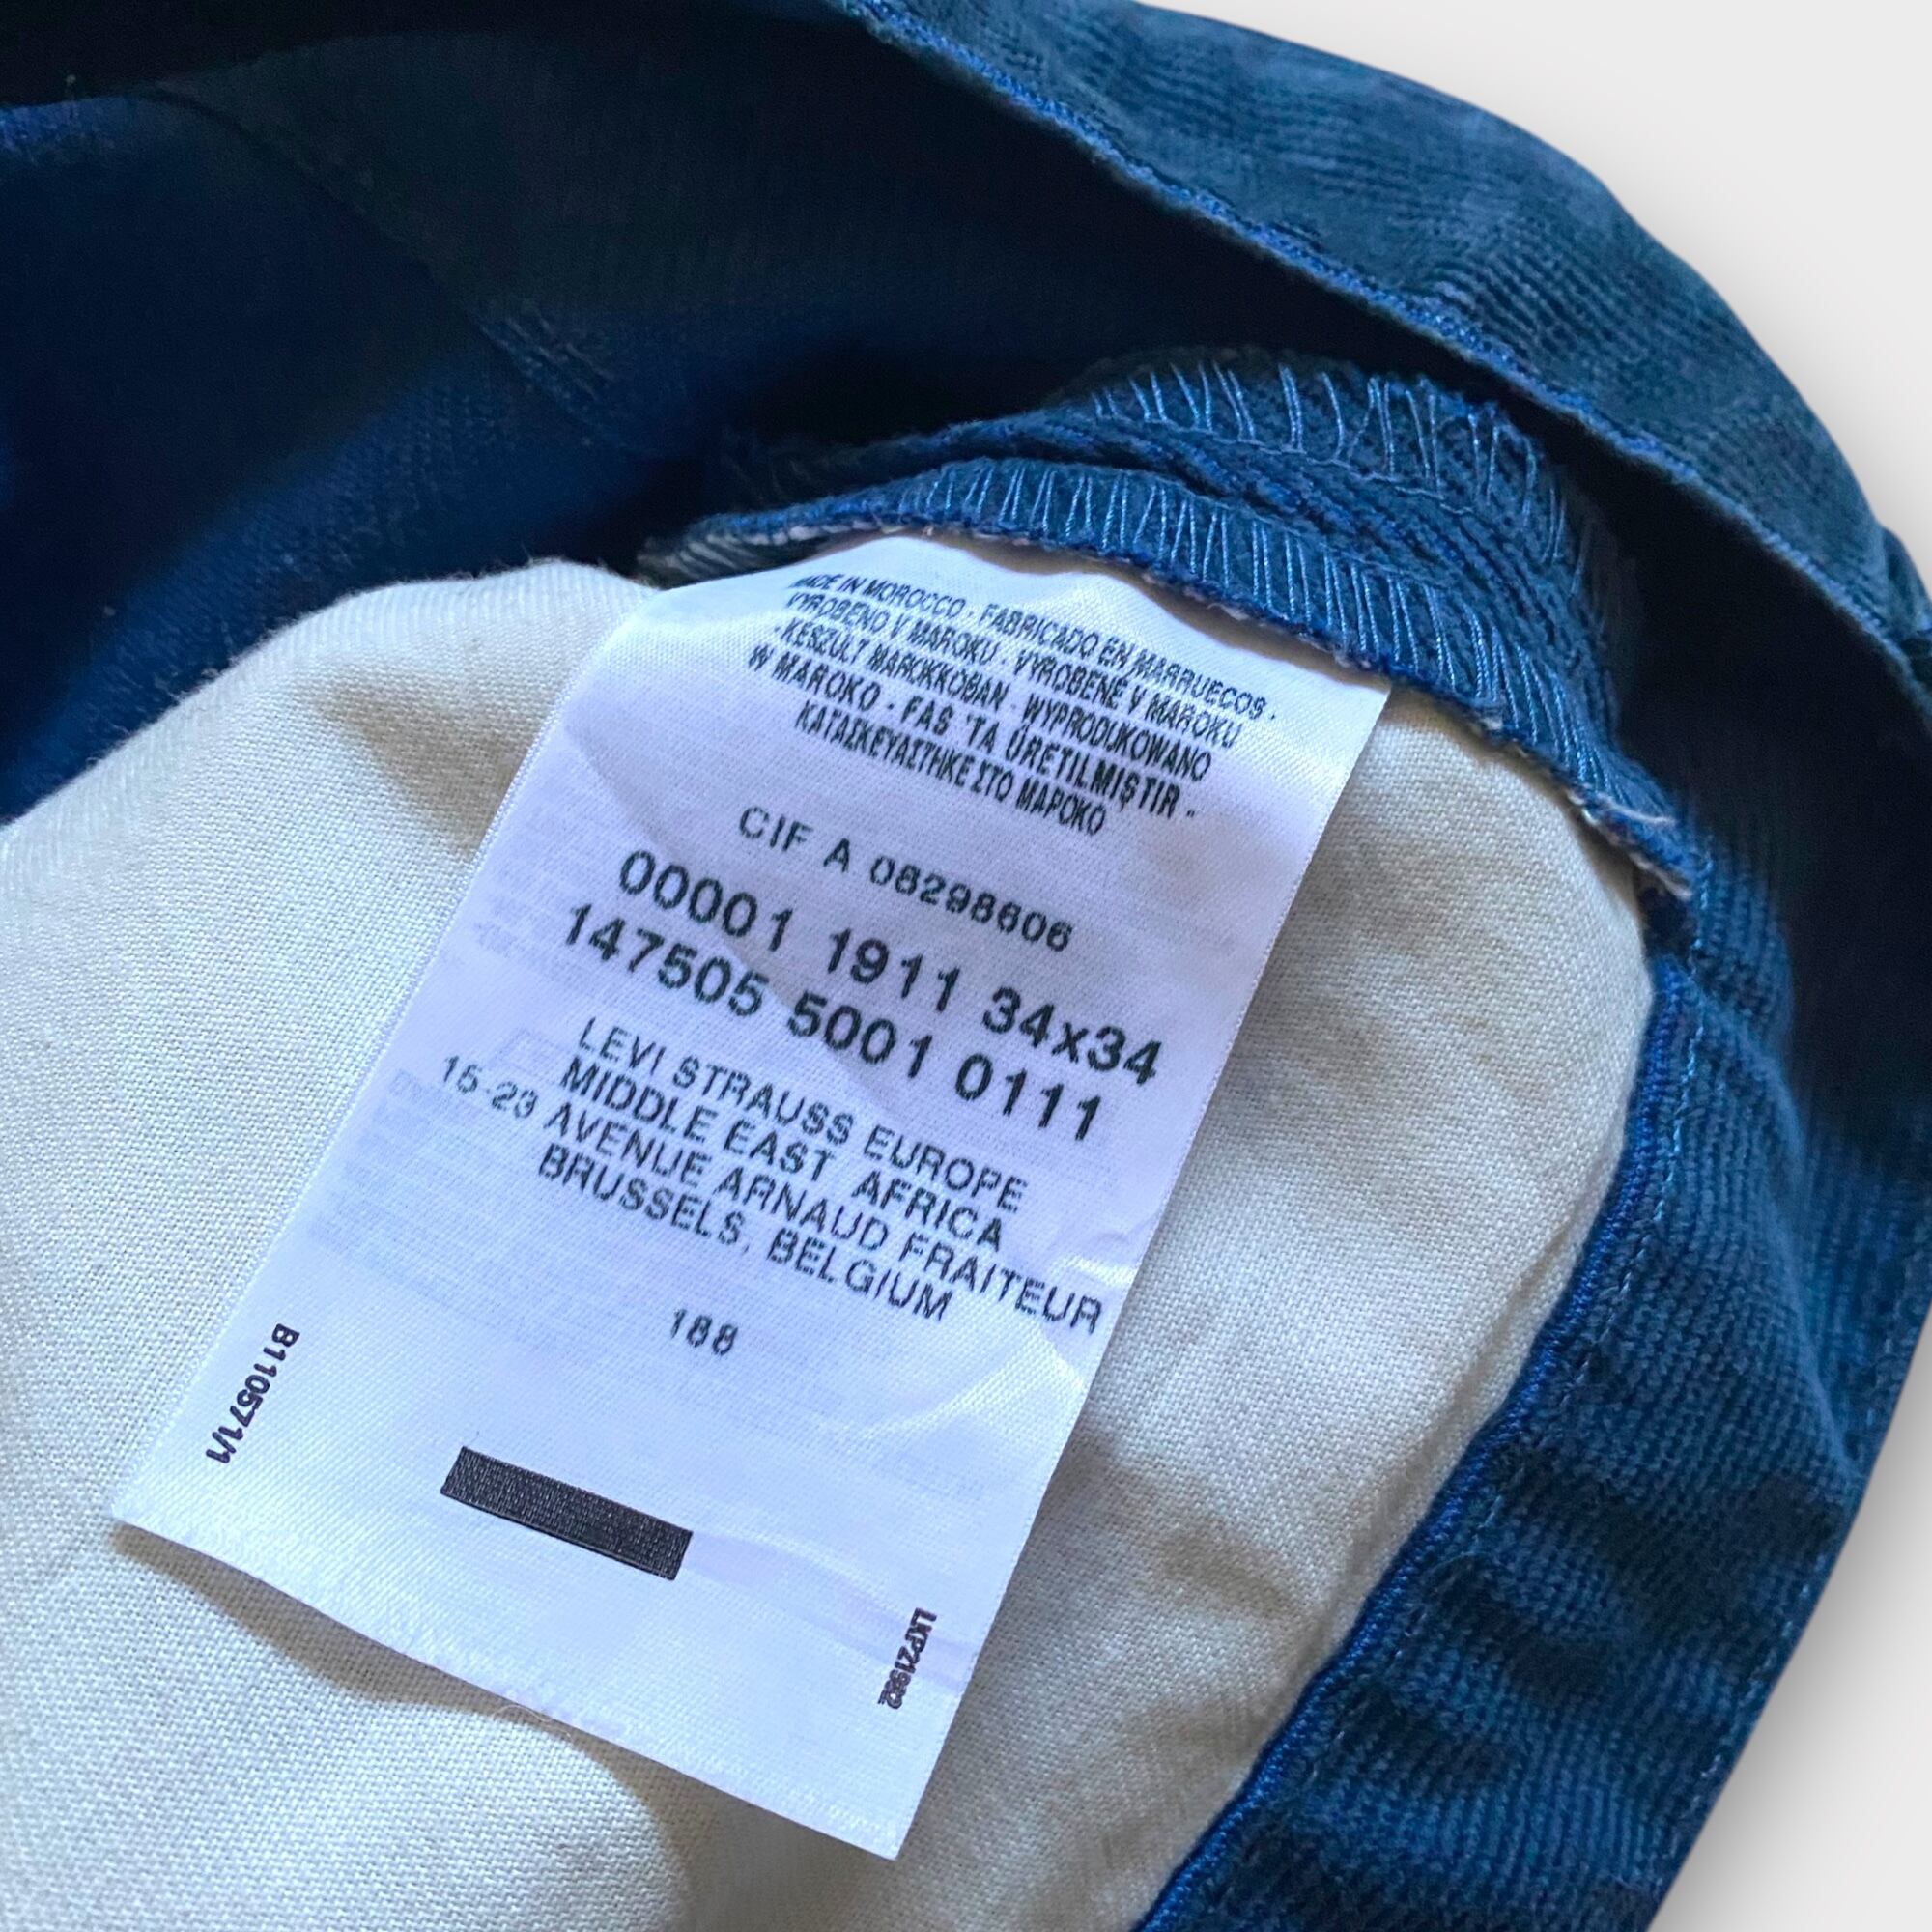 MADE IN MOROCCO · FABRICADO EN MARRUECOS ·
VYROBENO V MAROKU · VYROBENÉ V MAROKU
· KESZULT MAROKKOBAN · WYPRODUKOWANO
W MAROKO · FAS 'TA ÜRETILMIŞTIR ·
ΚΑΤΑΣΚΕΥΑΣΤΗΚΕ ΣΤΟ ΜΑΡΟΚΟ
CIF A 08298606
00001 1911 34x34
147505 5001 0111
LEVI STRAUSS EUROPE
MIDDLE EAST AFRICA
15-23 AVENUE ARNAUD FRAITEUR
BRUSSELS, BELGIUM
188
B110571/1
LKP21982